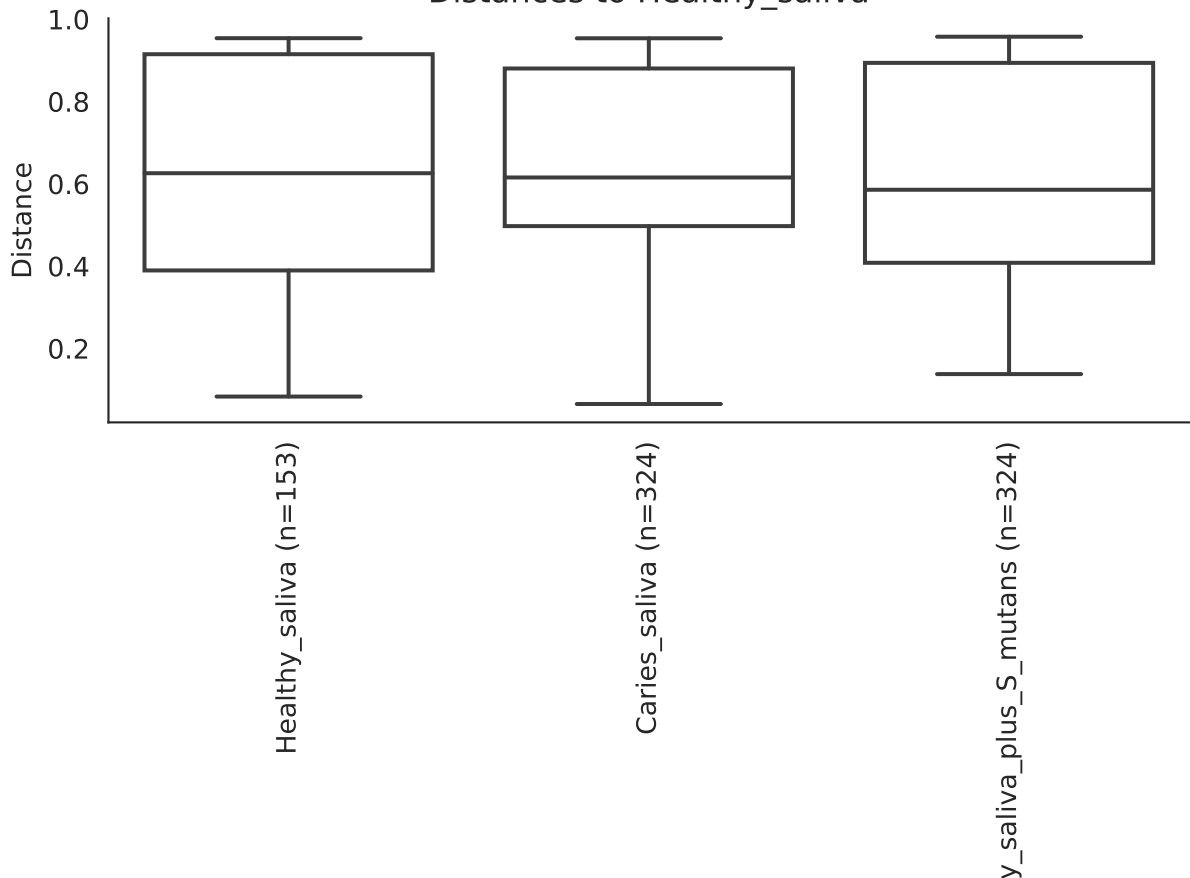 Distances to Healthy_saliva
1.0
0.8
0.6
0.4
0.2
Distance
Healthy_saliva (n=153)
Caries_saliva (n=324)
y_saliva_plus_S_mutans (n=324)